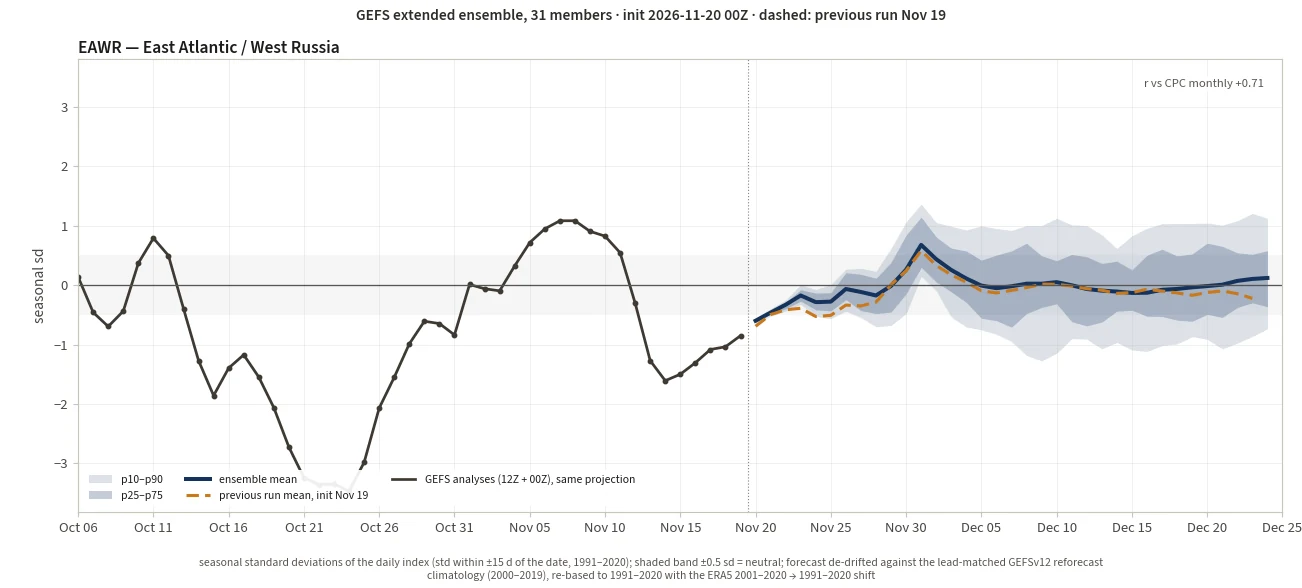 GEFS extended ensemble, 31 members · init 2026-11-20 00Z · dashed: previous run Nov 19
EAWR — East Atlantic / West Russia
r vs CPC monthly +0.71
seasonal sd
3
2
1
0
−1
−2
−3
p10–p90
ensemble mean
GEFS analyses (12Z + 00Z), same projection
p25–p75
previous run mean, init Nov 19
Oct 06 Oct 11 Oct 16 Oct 21 Oct 26 Oct 31 Nov 05 Nov 10 Nov 15 Nov 20 Nov 25 Nov 30 Dec 05 Dec 10 Dec 15 Dec 20 Dec 25
seasonal standard deviations of the daily index (std within ±15 d of the date, 1991–2020); shaded band ±0.5 sd = neutral; forecast de-drifted against the lead-matched GEFSv12 reforecast
climatology (2000–2019), re-based to 1991–2020 with the ERA5 2001–2020 → 1991–2020 shift